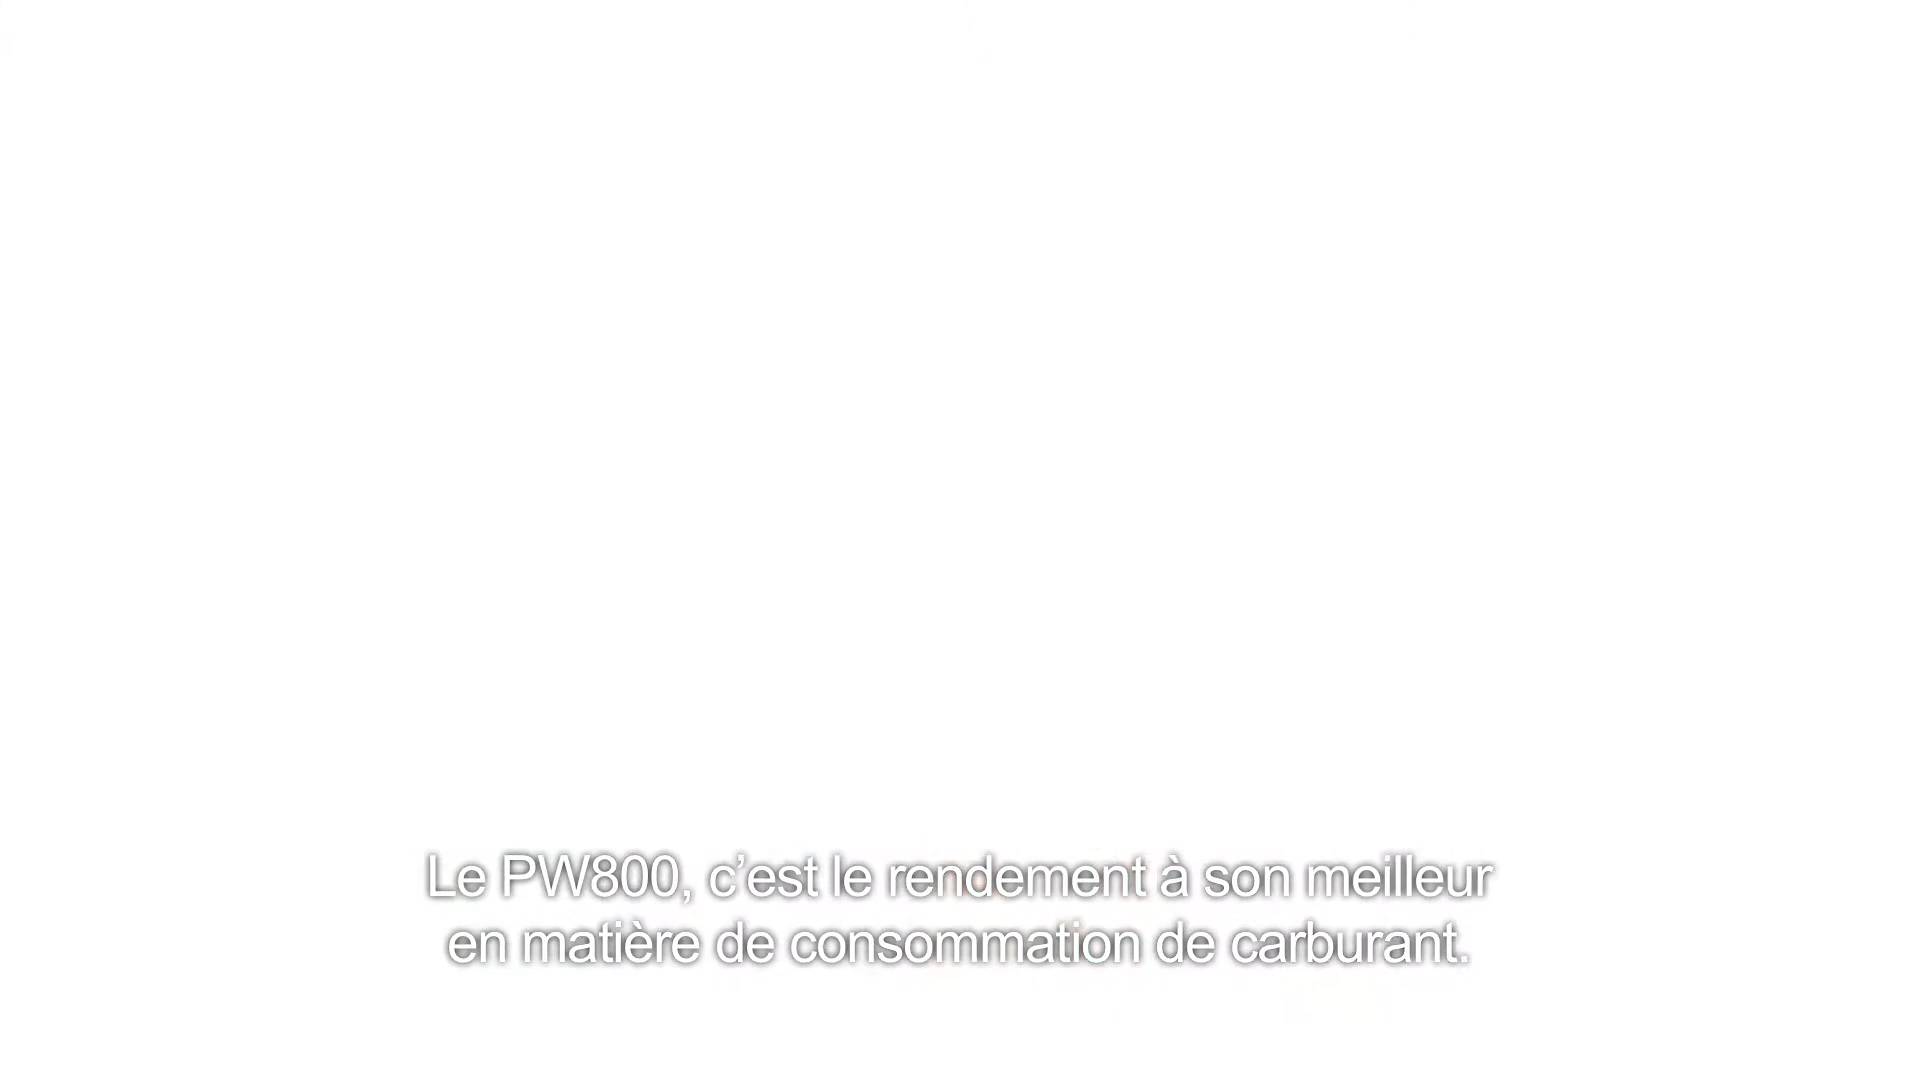 Le PW800, c’est le rendement à son meilleur
en matière de consommation de carburant.